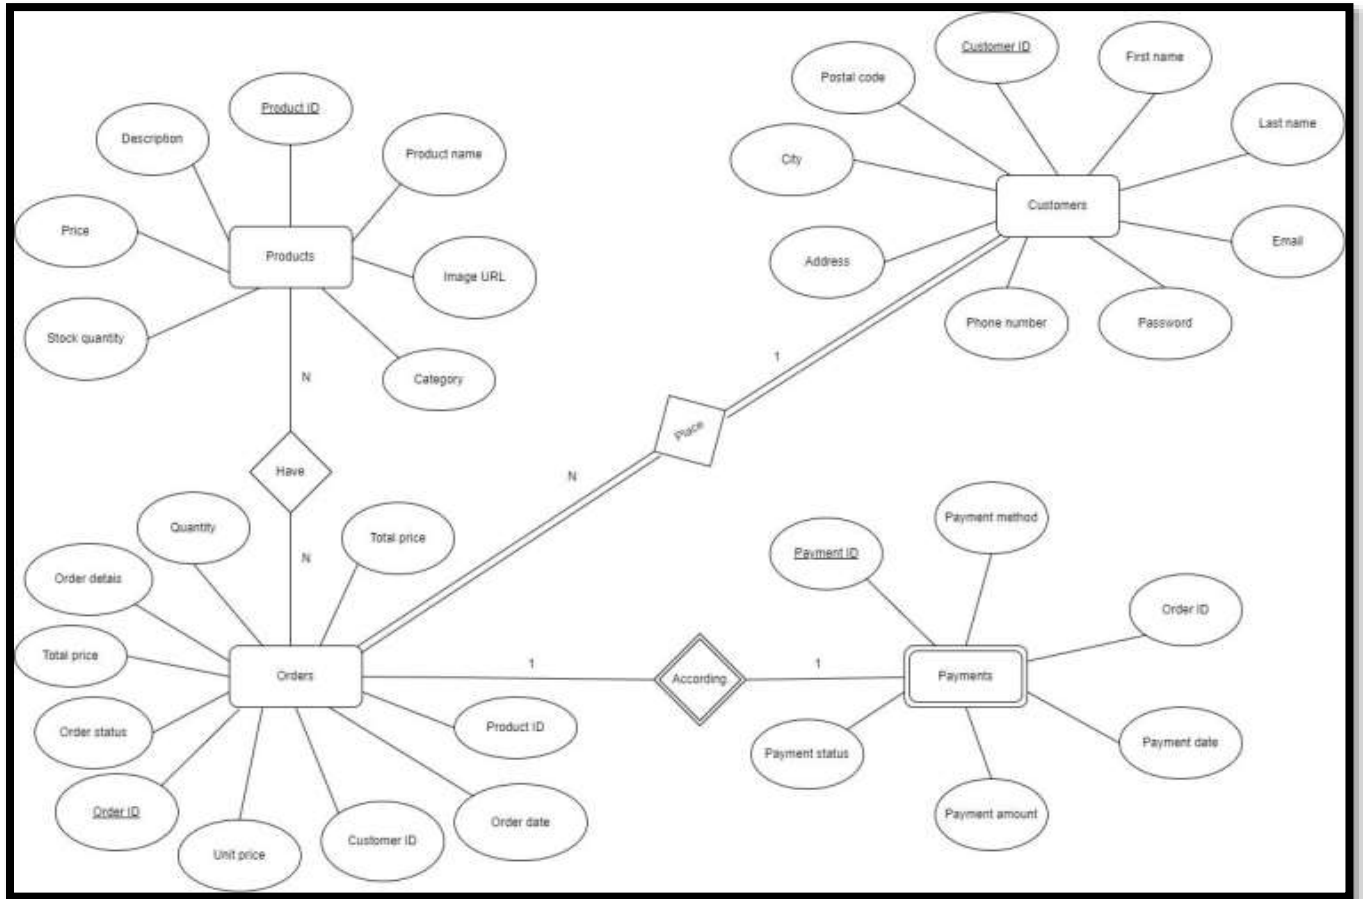 Customer ID
First name
Postal code
Product ID
Last name
Description
Product name
City
Customers
Price
Email
Products
Address
Image URL
Phone number
Password
Stock quantity
1
N
Category
Place
Have
N
Payment method
Quantity
Total price
Payment ID
N
Order detais
Order ID
Total price
1
1
Orders
According
Payments
Product ID
Order status
Payment status
Payment date
Order ID
Payment amount
Order date
Customer ID
Unit price